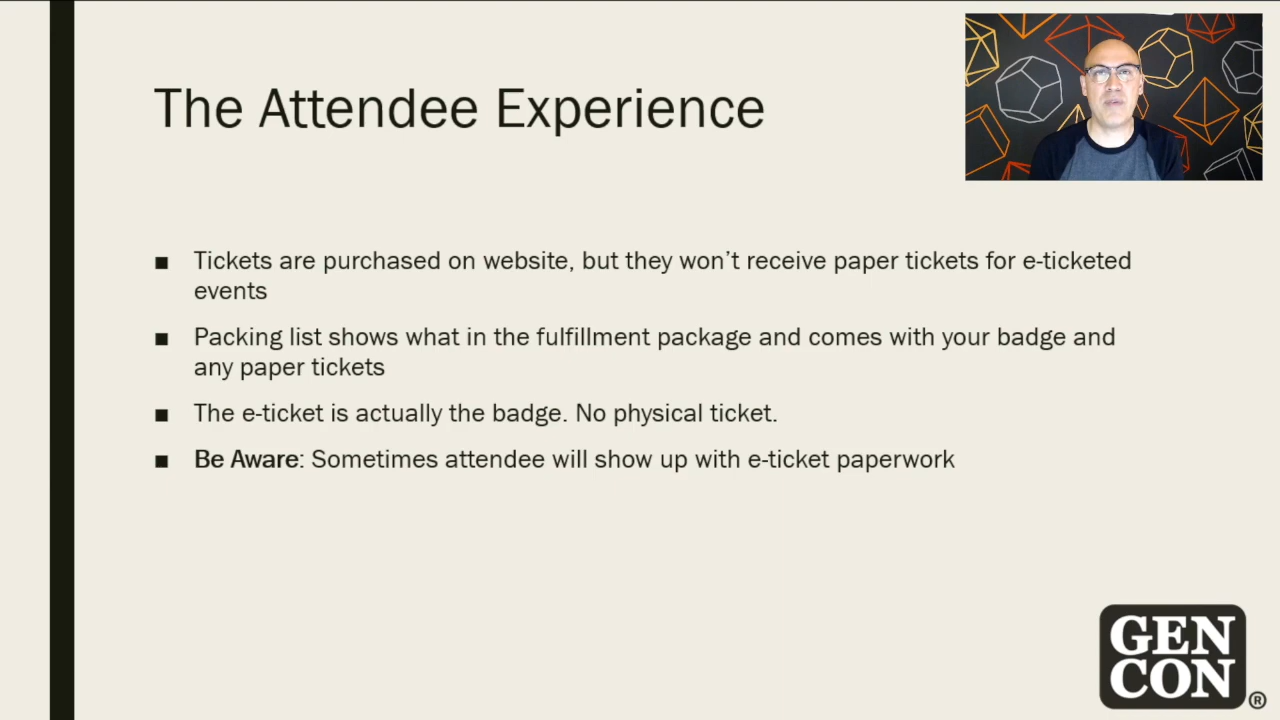 The Attendee Experience
■ Tickets are purchased on website, but they won’t receive paper tickets for e-ticketed
events
■ Packing list shows what in the fulfillment package and comes with your badge and
any paper tickets
■ The e-ticket is actually the badge. No physical ticket.
■ Be Aware: Sometimes attendee will show up with e-ticket paperwork
GEN
CON®